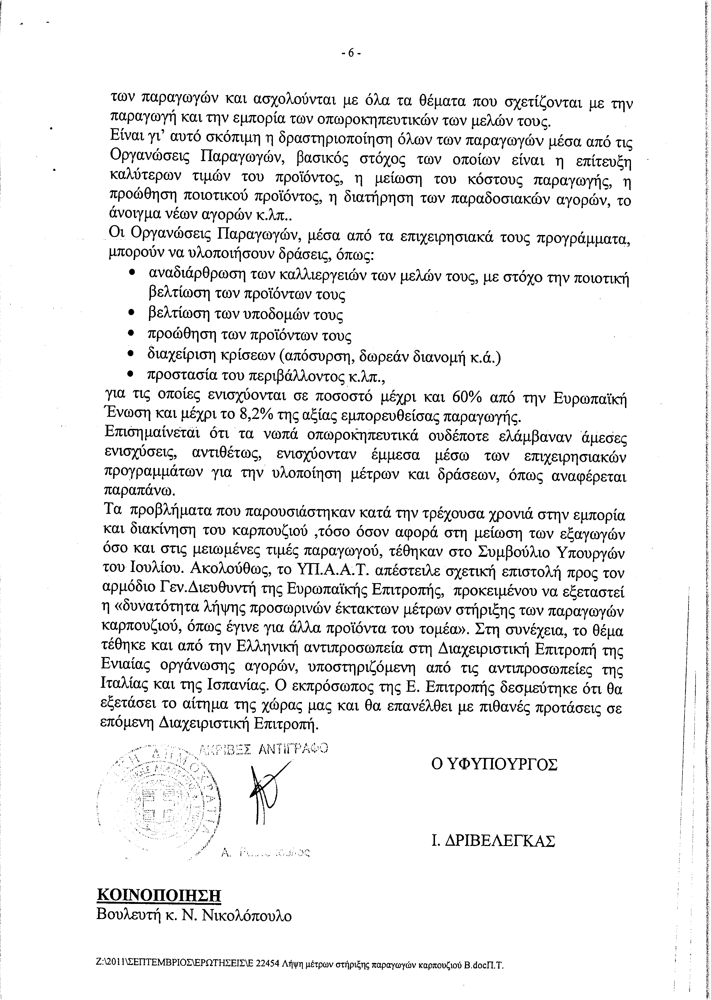 - 6 -
των παραγωγών και ασχολούνται με όλα τα θέματα που σχετίζονται με την
παραγωγή και την εμπορία των οπωροκηπευτικών των μελών τους.
Είναι γι’ αυτό σκόπιμη η δραστηριοποίηση όλων των παραγωγών μέσα από τις
Οργανώσεις Παραγωγών, βασικός στόχος των οποίων είναι η επίτευξη
καλύτερων τιμών του προϊόντος, η μείωση του κόστους παραγωγής, η
προώθηση ποιοτικού προϊόντος, η διατήρηση των παραδοσιακών αγορών, το
άνοιγμα νέων αγορών κ.λπ..
Οι Οργανώσεις Παραγωγών, μέσα από τα επιχειρησιακά τους προγράμματα,
μπορούν να υλοποιήσουν δράσεις, όπως:
• αναδιάρθρωση των καλλιεργειών των μελών τους, με στόχο την ποιοτική
βελτίωση των προϊόντων τους
• βελτίωση των υποδομών τους
• προώθηση των προϊόντων τους
• διαχείριση κρίσεων (απόσυρση, δωρεάν διανομή κ.ά.)
• προστασία του περιβάλλοντος κ.λπ.,
για τις οποίες ενισχύονται σε ποσοστό μέχρι και 60% από την Ευρωπαϊκή
Ένωση και μέχρι το 8,2% της αξίας εμπορευθείσας παραγωγής.
Επισημαίνεται ότι τα νωπά οπωροκηπευτικά ουδέποτε ελάμβαναν άμεσες
ενισχύσεις, αντιθέτως, ενισχύονταν έμμεσα μέσω των επιχειρησιακών
προγραμμάτων για την υλοποίηση μέτρων και δράσεων, όπως αναφέρεται
παραπάνω.
Τα προβλήματα που παρουσιάστηκαν κατά την τρέχουσα χρονιά στην εμπορία
και διακίνηση του καρπουζιού ,τόσο όσον αφορά στη μείωση των εξαγωγών
όσο και στις μειωμένες τιμές παραγωγού, τέθηκαν στο Συμβούλιο Υπουργών
του Ιουλίου. Ακολούθως, το ΥΠ.Α.Α.Τ. απέστειλε σχετική επιστολή προς τον
αρμόδιο Γεν.Διευθυντή της Ευρωπαϊκής Επιτροπής, προκειμένου να εξεταστεί
η «δυνατότητα λήψης προσωρινών έκτακτων μέτρων στήριξης των παραγωγών
καρπουζιού, όπως έγινε για άλλα προϊόντα του τομέα». Στη συνέχεια, το θέμα
τέθηκε και από την Ελληνική αντιπροσωπεία στη Διαχειριστική Επιτροπή της
Ενιαίας οργάνωσης αγορών, υποστηριζόμενη από τις αντιπροσωπείες της
Ιταλίας και της Ισπανίας. Ο εκπρόσωπος της Ε. Επιτροπής δεσμεύτηκε ότι θα
εξετάσει το αίτημα της χώρας μας και θα επανέλθει με πιθανές προτάσεις σε
επόμενη Διαχειριστική Επιτροπή.
ΑΚΡΙΒΕΣ ΑΝΤΙΓΡΑΦΟ
Ο ΥΦΥΠΟΥΡΓΟΣ
Ι. ΔΡΙΒΕΛΕΓΚΑΣ
Α.
ΚΟΙΝΟΠΟΙΗΣΗ
Βουλευτή κ. Ν. Νικολόπουλο
Z:\2011\ΣΕΠΤΕΜΒΡΙΟΣ\ΕΡΩΤΗΣΕΙΣ\Ε 22454 Λήψη μέτρων στήριξης παραγωγών καρπουζιού Β.docΠ.Τ.